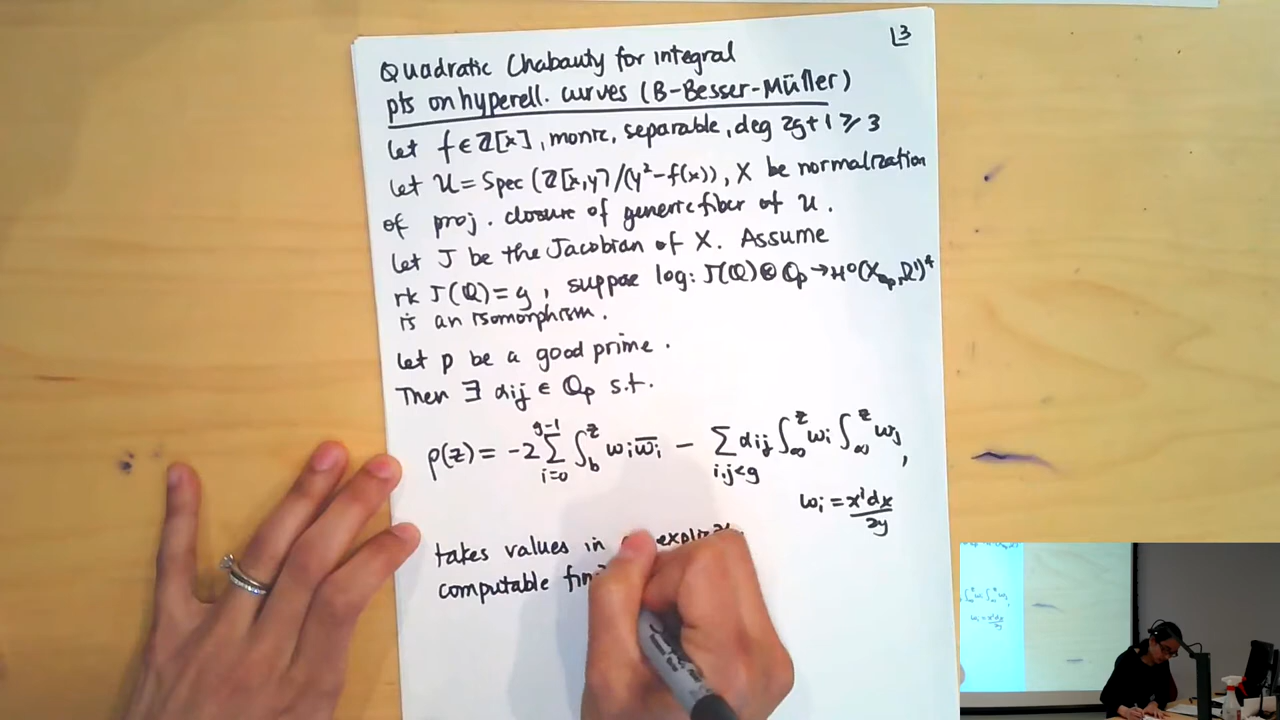 L3
Quadratic Chabauty for integral
pts on hyperell. curves (B-Besser-Müller)
Let f ∈ ℤ[x], monic, separable, deg 2g+1 ≥ 3
Let U = Spec (ℤ[x,y]/(y²-f(x)), X be normalization
of proj. closure of generic fiber of U.
Let J be the Jacobian of X. Assume
rk J(ℚ) = g, suppose log: J(ℚ)⊗ℚp → H⁰(X_ℚp, Ω¹)*
is an isomorphism.
Let p be a good prime.
Then ∃ αij ∈ ℚp s.t.
ρ(z) = -2 Σ_{i=0}^{g-1} ∫_b^z ωi ω̄i - Σ_{i,j<g} αij ∫_∞^z ωi ∫_∞^z ωj,
ωi = x^i dx / 2y
takes values in
computable